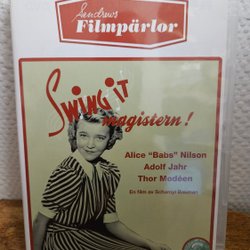 Sandrews
Filmpärlor
Swing it
magistern!
Alice "Babs" Nilson
Adolf Jahr
Thor Modéen
En film av Schamyl Bauman